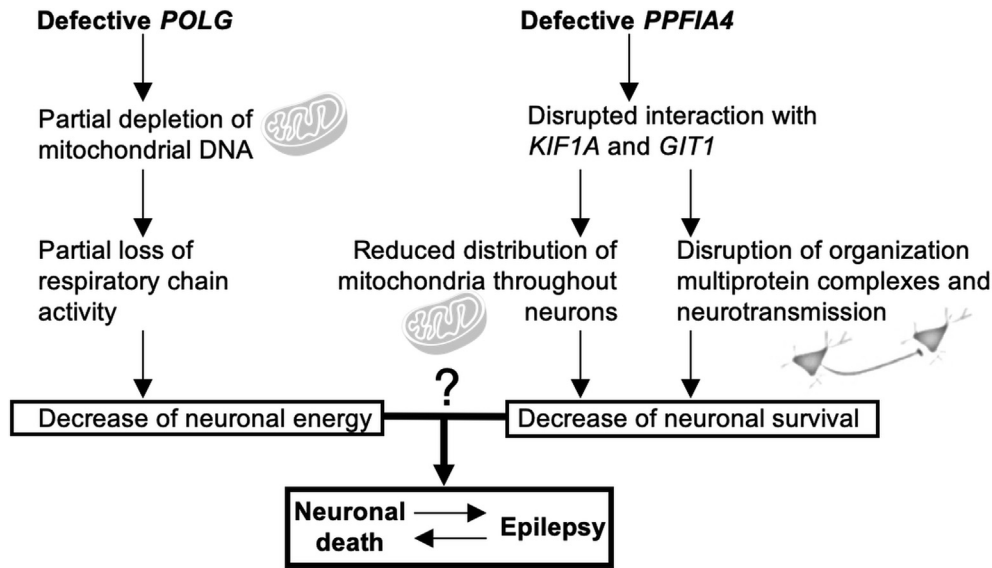 Defective POLG
Partial depletion of
mitochondrial DNA
Partial loss of
respiratory chain
activity
Decrease of neuronal energy
Defective PPFIA4
Disrupted interaction with
KIF1A and GIT1
Reduced distribution of
mitochondria throughout
neurons
Disruption of organization
multiprotein complexes and
neurotransmission
Decrease of neuronal survival
?
Neuronal
death
Epilepsy